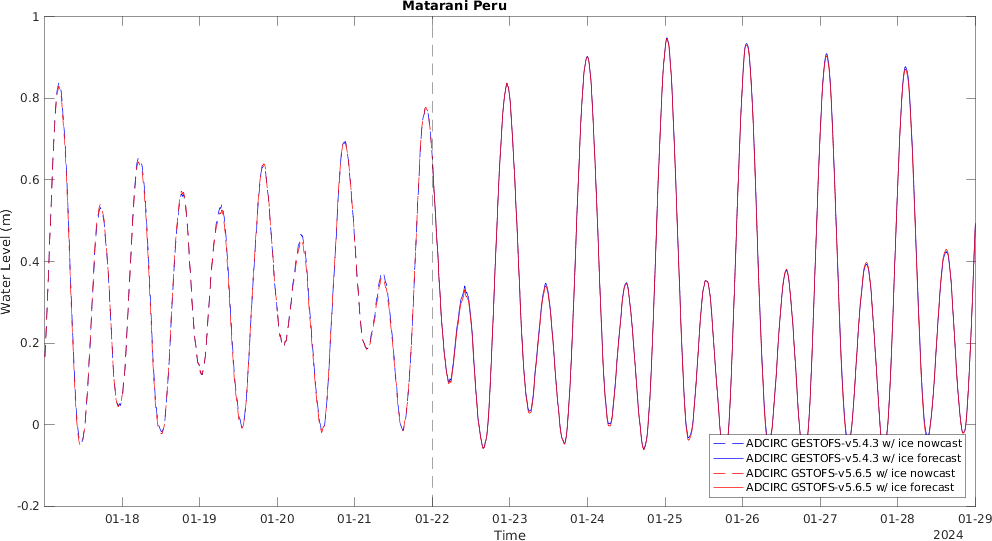 Matarani Peru
1
0.8
0.6
0.4
0.2
0
-0.2
Water Level (m)
01-18 01-19 01-20 01-21 01-22 01-23 01-24 01-25 01-26 01-27 01-28 01-29
Time
2024
ADCIRC GESTOFS-v5.4.3 w/ ice nowcast
ADCIRC GESTOFS-v5.4.3 w/ ice forecast
ADCIRC GSTOFS-v5.6.5 w/ ice nowcast
ADCIRC GSTOFS-v5.6.5 w/ ice forecast